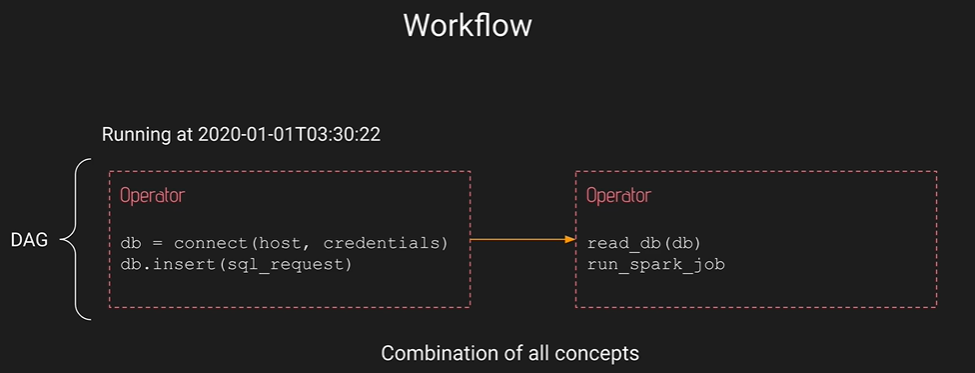 Workflow
Running at 2020-01-01T03:30:22
DAG
Operator
db = connect(host, credentials)
db.insert(sql_request)
Operator
read_db(db)
run_spark_job
Combination of all concepts